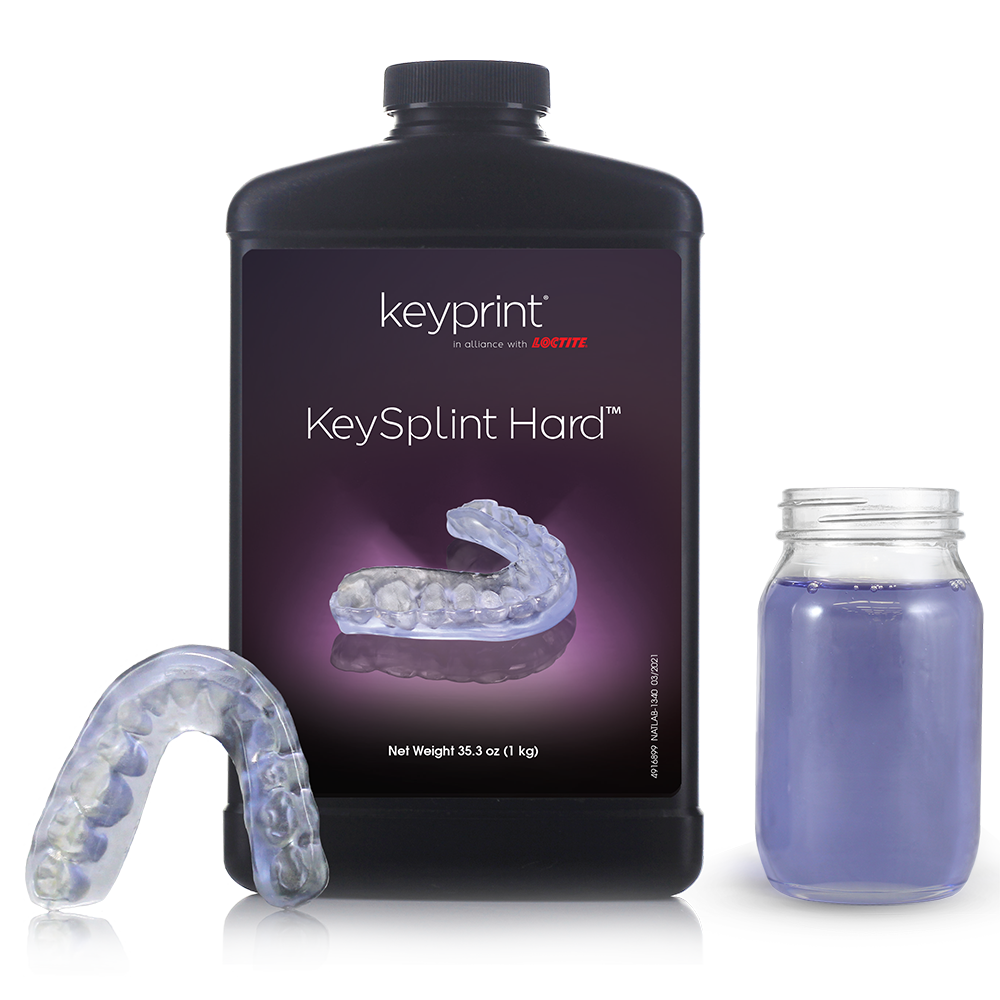 keyprint®
in alliance with LOCTITE
KeySplint Hard™
Net Weight 35.3 oz (1 kg)
4916899 NATLAB-1340 03/2021